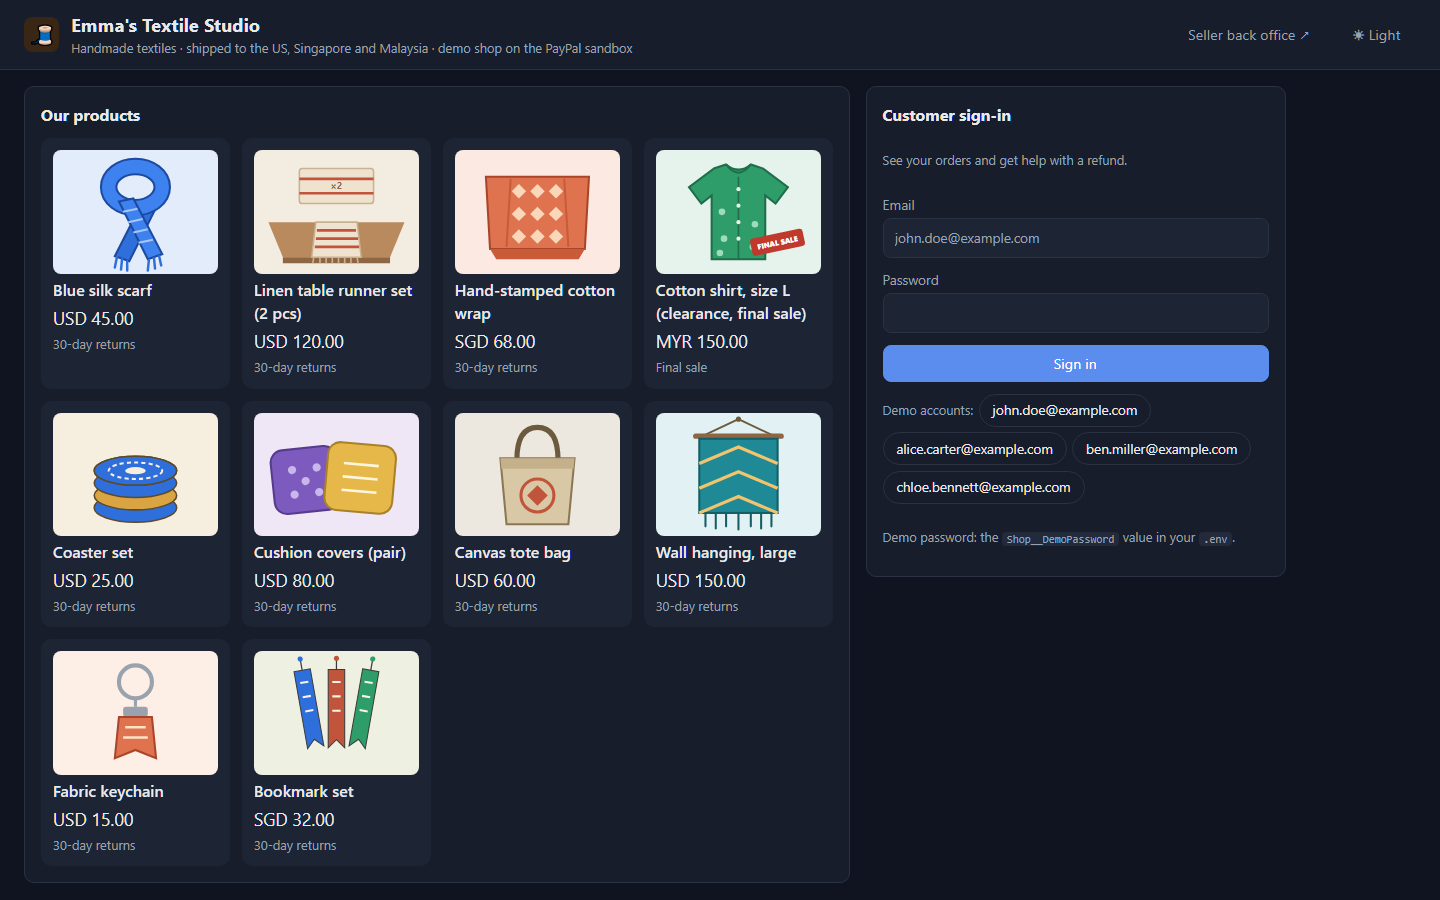 Emma's Textile Studio
Handmade textiles · shipped to the US, Singapore and Malaysia · demo shop on the PayPal sandbox
Seller back office ↗
☀ Light
Our products
×2
FINAL SALE
Blue silk scarf
USD 45.00
30-day returns
Linen table runner set
(2 pcs)
USD 120.00
30-day returns
Hand-stamped cotton
wrap
SGD 68.00
30-day returns
Cotton shirt, size L
(clearance, final sale)
MYR 150.00
Final sale
Coaster set
USD 25.00
30-day returns
Cushion covers (pair)
USD 80.00
30-day returns
Canvas tote bag
USD 60.00
30-day returns
Wall hanging, large
USD 150.00
30-day returns
Fabric keychain
USD 15.00
30-day returns
Bookmark set
SGD 32.00
30-day returns
Customer sign-in
See your orders and get help with a refund.
Email
john.doe@example.com
Password
Sign in
Demo accounts: john.doe@example.com
alice.carter@example.com ben.miller@example.com
chloe.bennett@example.com
Demo password: the Shop__DemoPassword value in your .env.